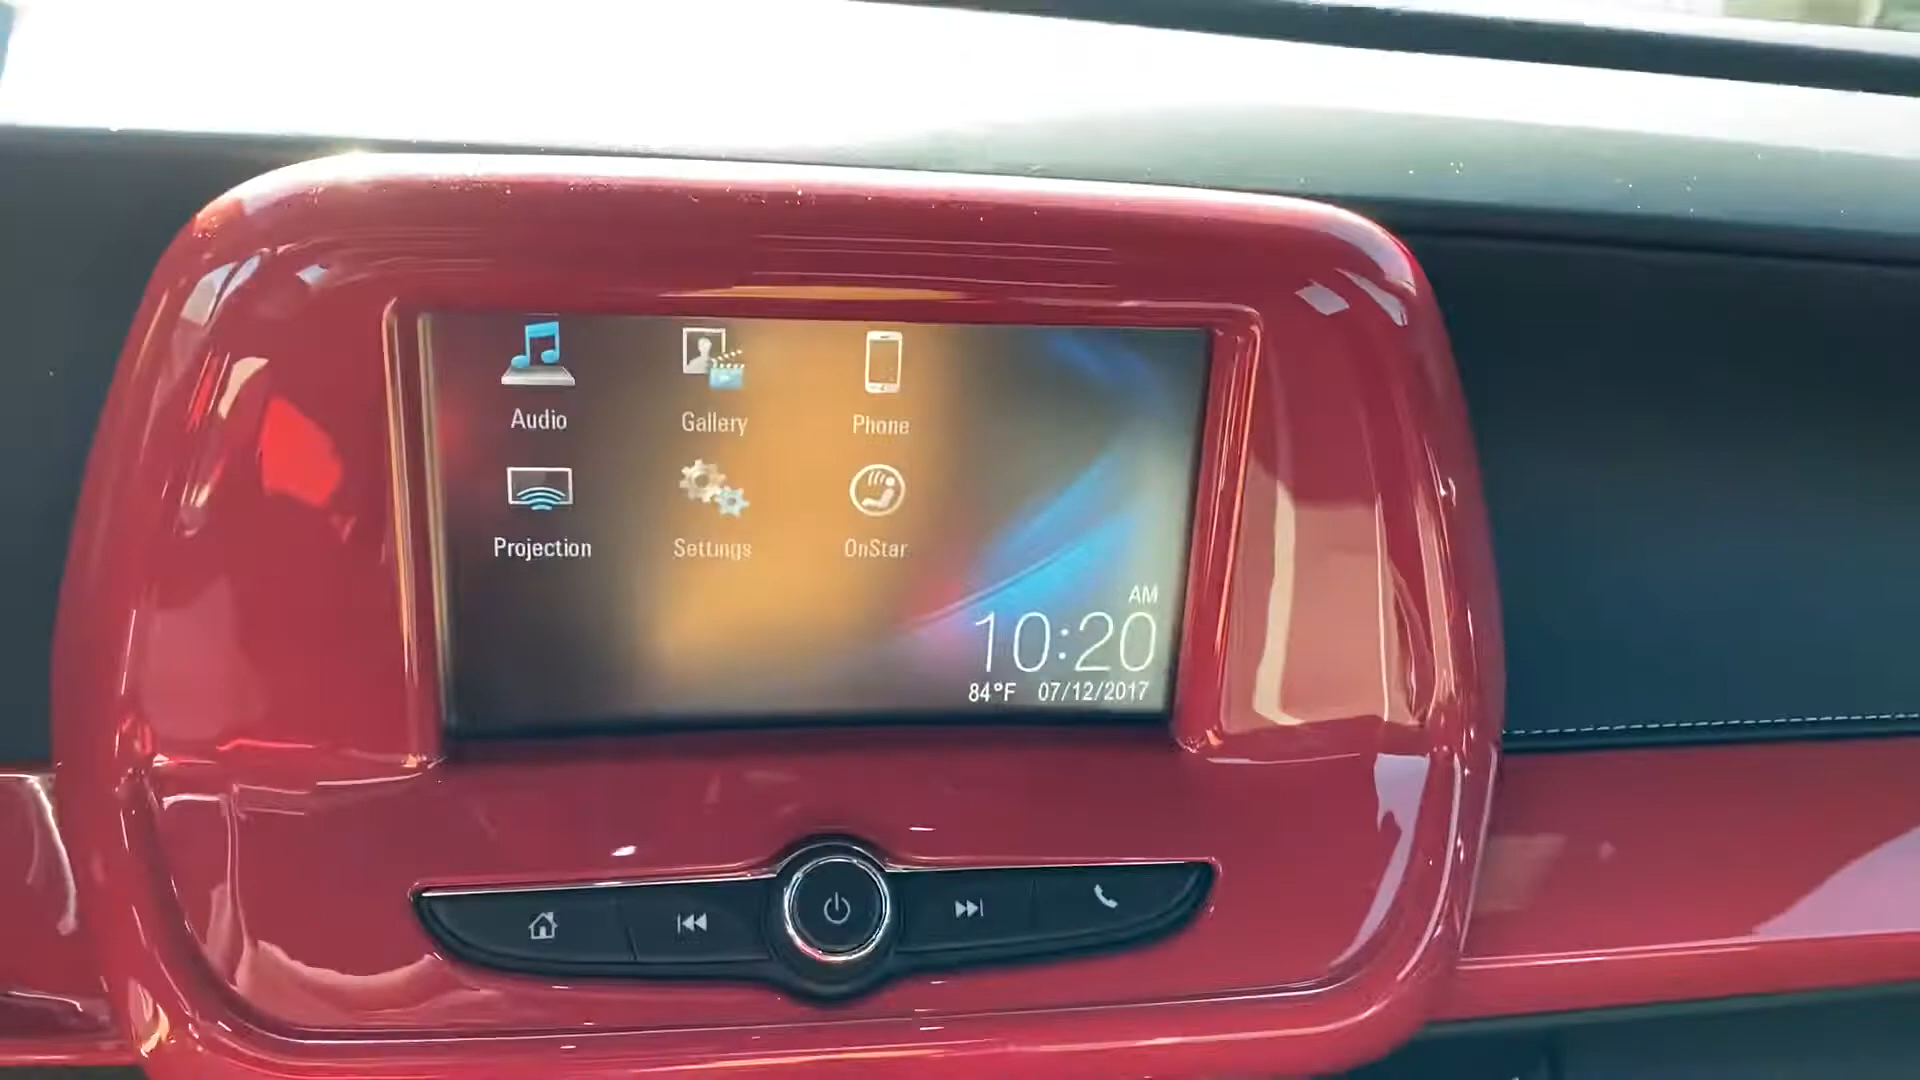 Audio
Gallery
Phone
Projection
Settings
OnStar
AM
10:20
84°F 07/12/2017